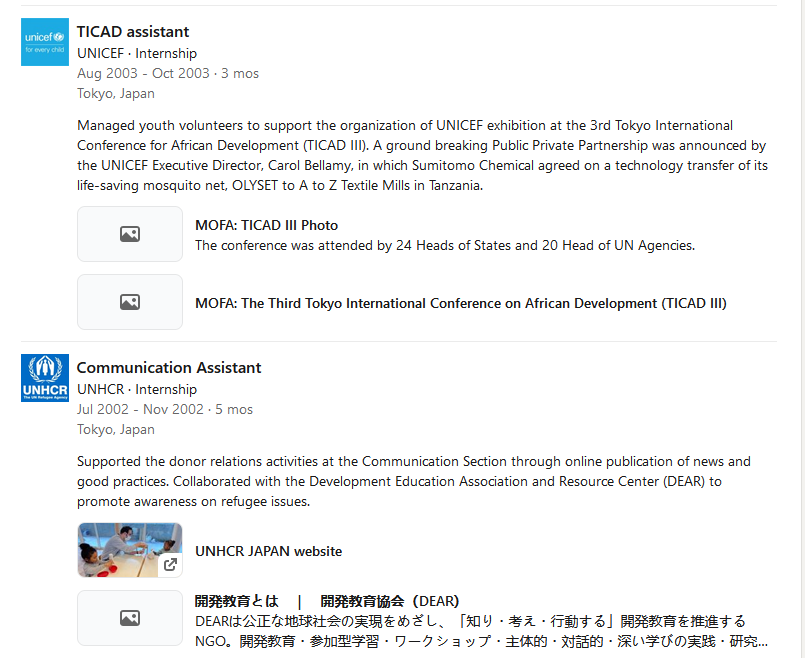 unicef
for every child
TICAD assistant
UNICEF · Internship
Aug 2003 - Oct 2003 · 3 mos
Tokyo, Japan
Managed youth volunteers to support the organization of UNICEF exhibition at the 3rd Tokyo International
Conference for African Development (TICAD III). A ground breaking Public Private Partnership was announced by
the UNICEF Executive Director, Carol Bellamy, in which Sumitomo Chemical agreed on a technology transfer of its
life-saving mosquito net, OLYSET to A to Z Textile Mills in Tanzania.
MOFA: TICAD III Photo
The conference was attended by 24 Heads of States and 20 Head of UN Agencies.
MOFA: The Third Tokyo International Conference on African Development (TICAD III)
UNHCR
The UN Refugee Agency
Communication Assistant
UNHCR · Internship
Jul 2002 - Nov 2002 · 5 mos
Tokyo, Japan
Supported the donor relations activities at the Communication Section through online publication of news and
good practices. Collaborated with the Development Education Association and Resource Center (DEAR) to
promote awareness on refugee issues.
UNHCR JAPAN website
開発教育とは ｜ 開発教育協会（DEAR)
DEARは公正な地球社会の実現をめざし、「知り・考え・行動する」開発教育を推進する
NGO。開発教育・参加型学習・ワークショップ・主体的・対話的・深い学びの実践・研究...